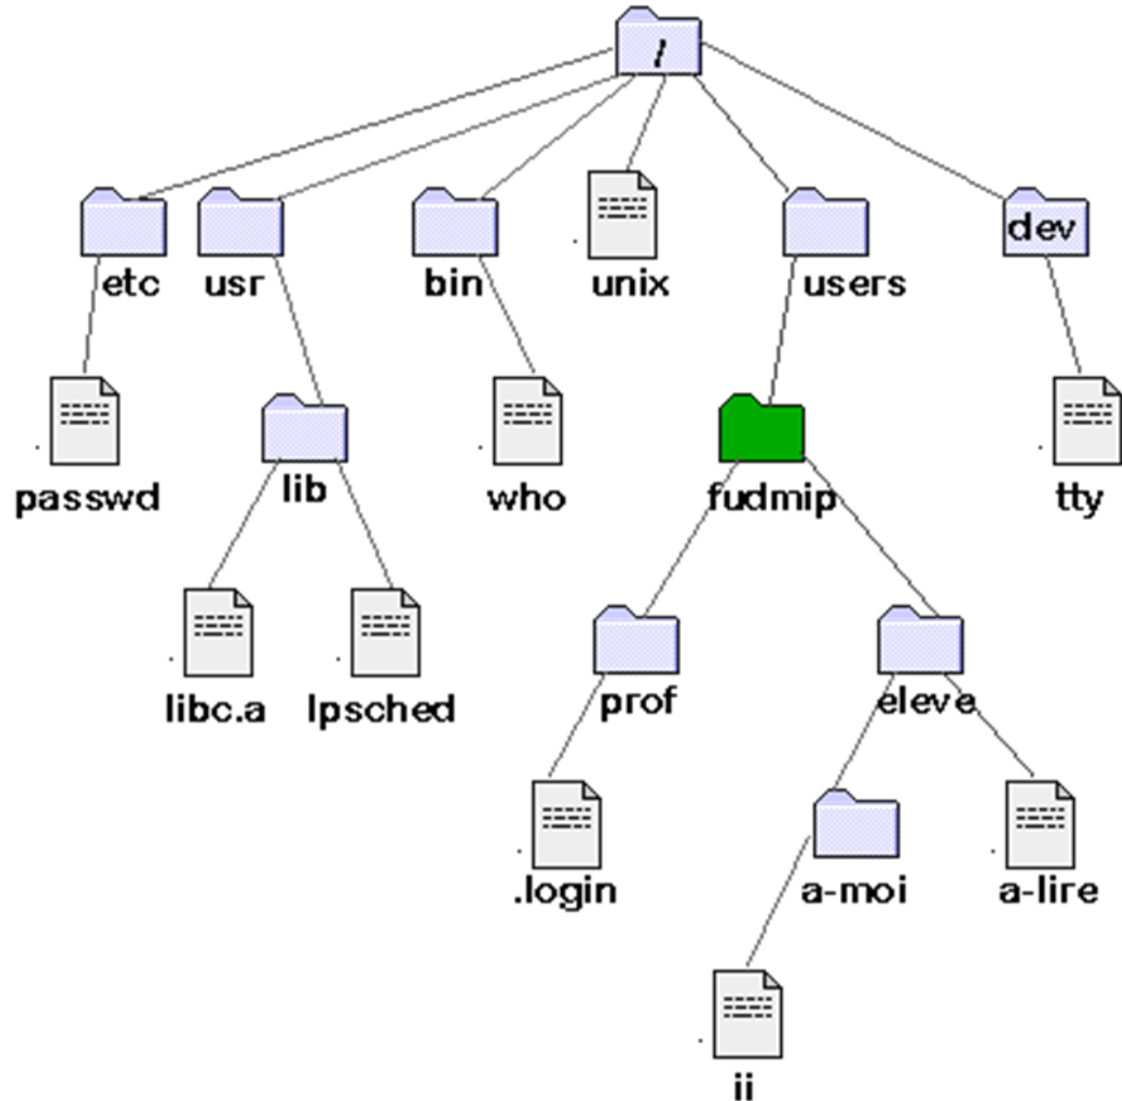 /
dev
etc
usr
bin
unix
users
passwd
lib
who
fudmip
tty
libc.a
lpsched
prof
eleve
.login
a-moi
a-lire
ii